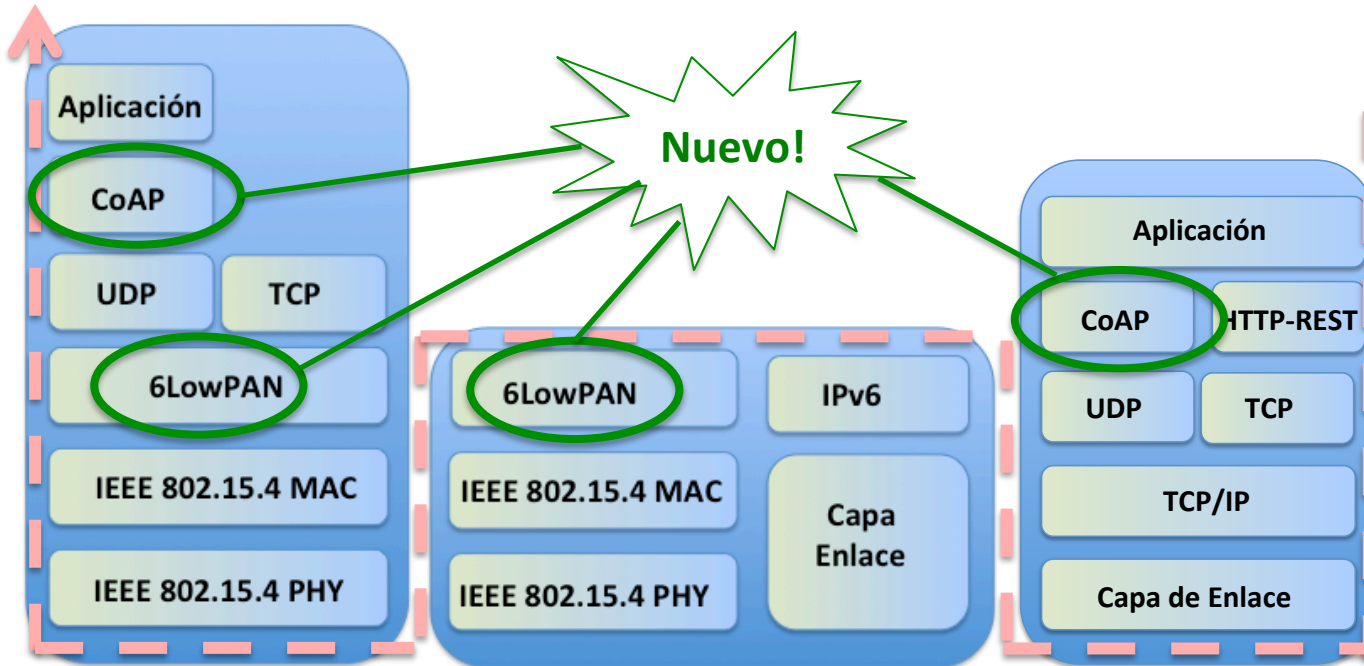 Nuevo!
Aplicación
CoAP
UDP
TCP
6LowPAN
IEEE 802.15.4 MAC
IEEE 802.15.4 PHY
6LowPAN
IPv6
IEEE 802.15.4 MAC
Capa
Enlace
IEEE 802.15.4 PHY
Aplicación
CoAP
HTTP-REST
UDP
TCP
TCP/IP
Capa de Enlace